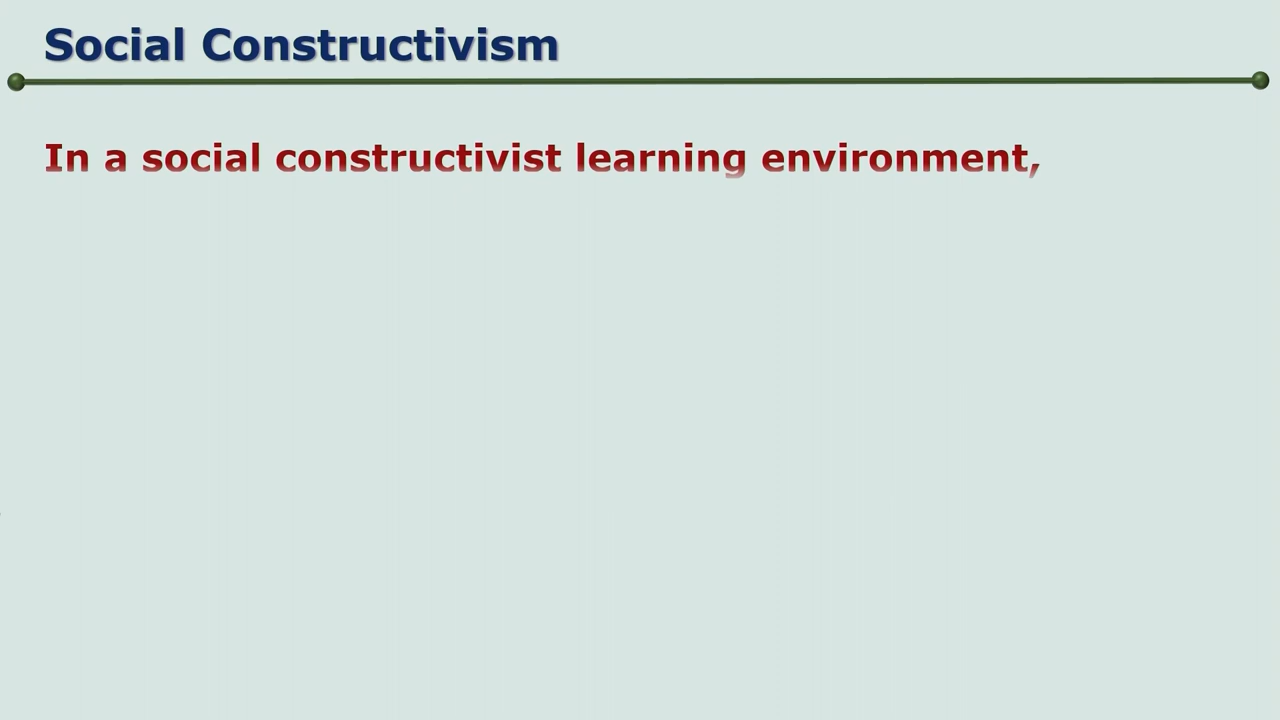 Social Constructivism
In a social constructivist learning environment,